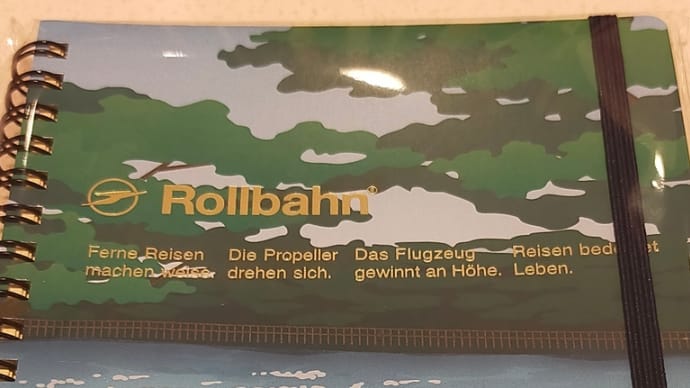 Rollbahn®
Ferne Reisen
machen weise.
Die Propeller
drehen sich.
Das Flugzeug
gewinnt an Höhe.
Reisen bedeutet
Leben.